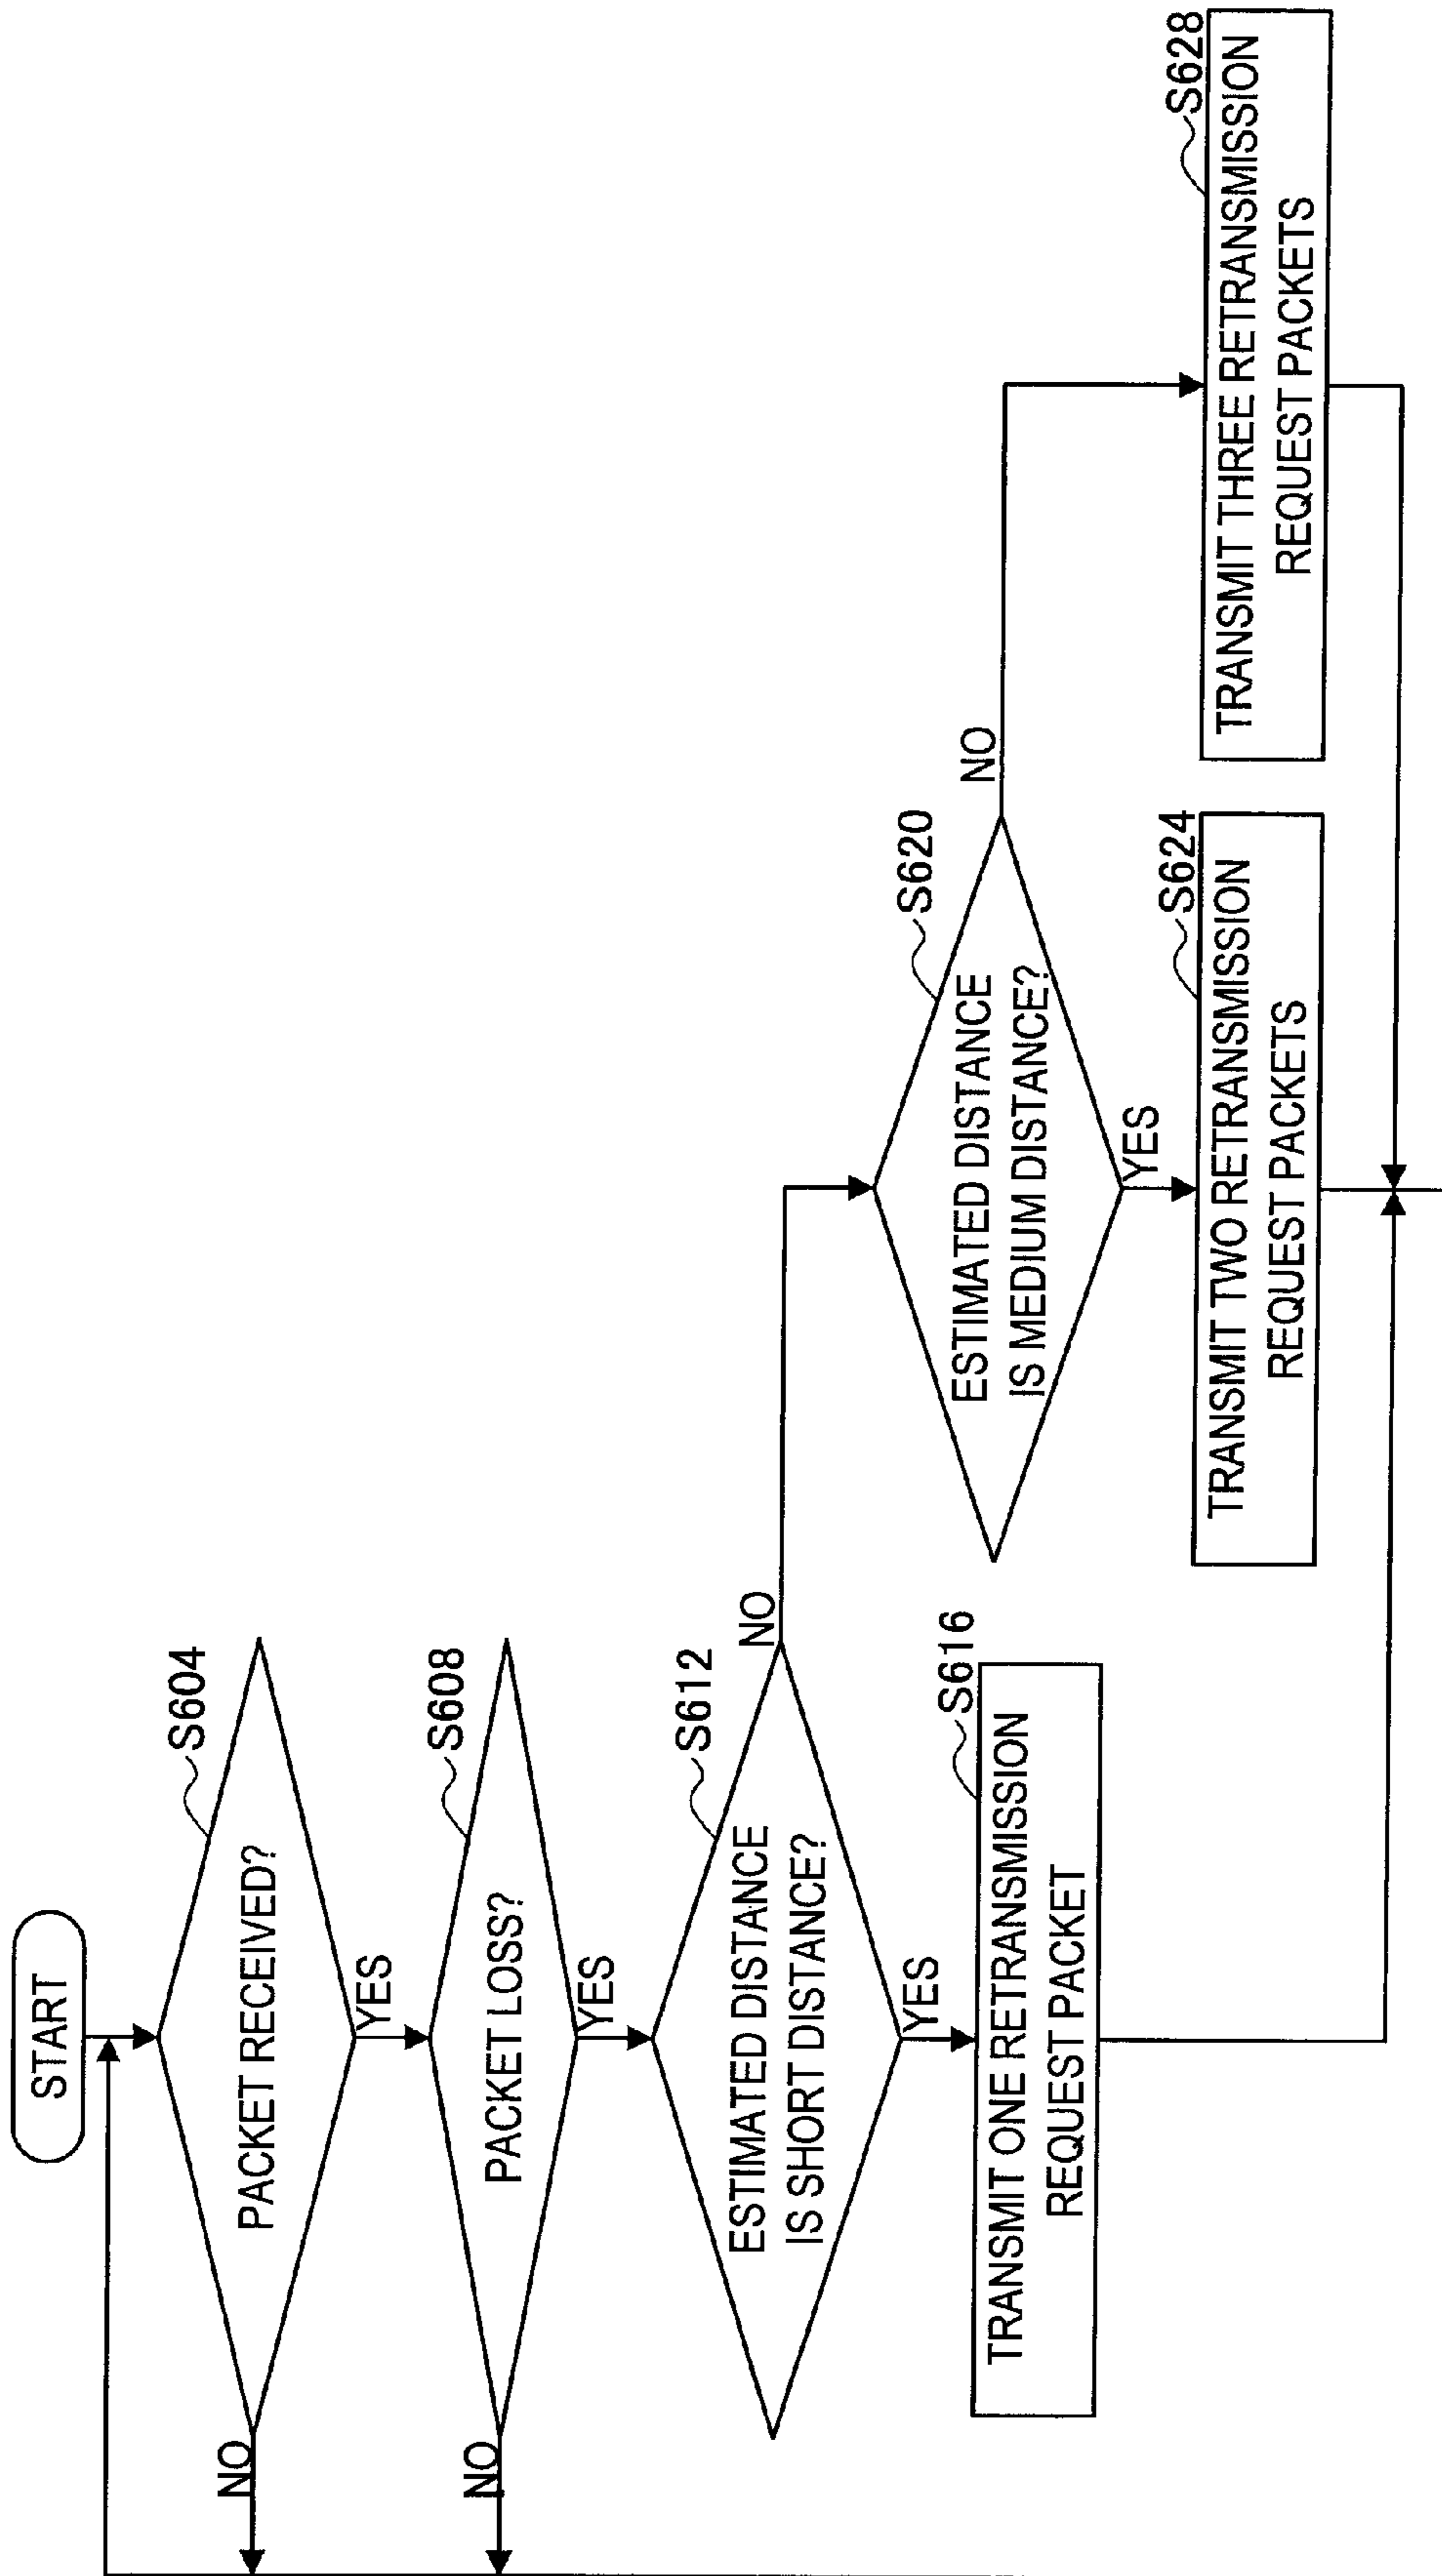 START
PACKET RECEIVED?
S604
NO
YES
PACKET LOSS?
S608
NO
YES
ESTIMATED DISTANCE
IS SHORT DISTANCE?
S612
NO
YES
TRANSMIT ONE RETRANSMISSION
REQUEST PACKET
S616
ESTIMATED DISTANCE
IS MEDIUM DISTANCE?
S620
NO
YES
TRANSMIT TWO RETRANSMISSION
REQUEST PACKETS
S624
TRANSMIT THREE RETRANSMISSION
REQUEST PACKETS
S628